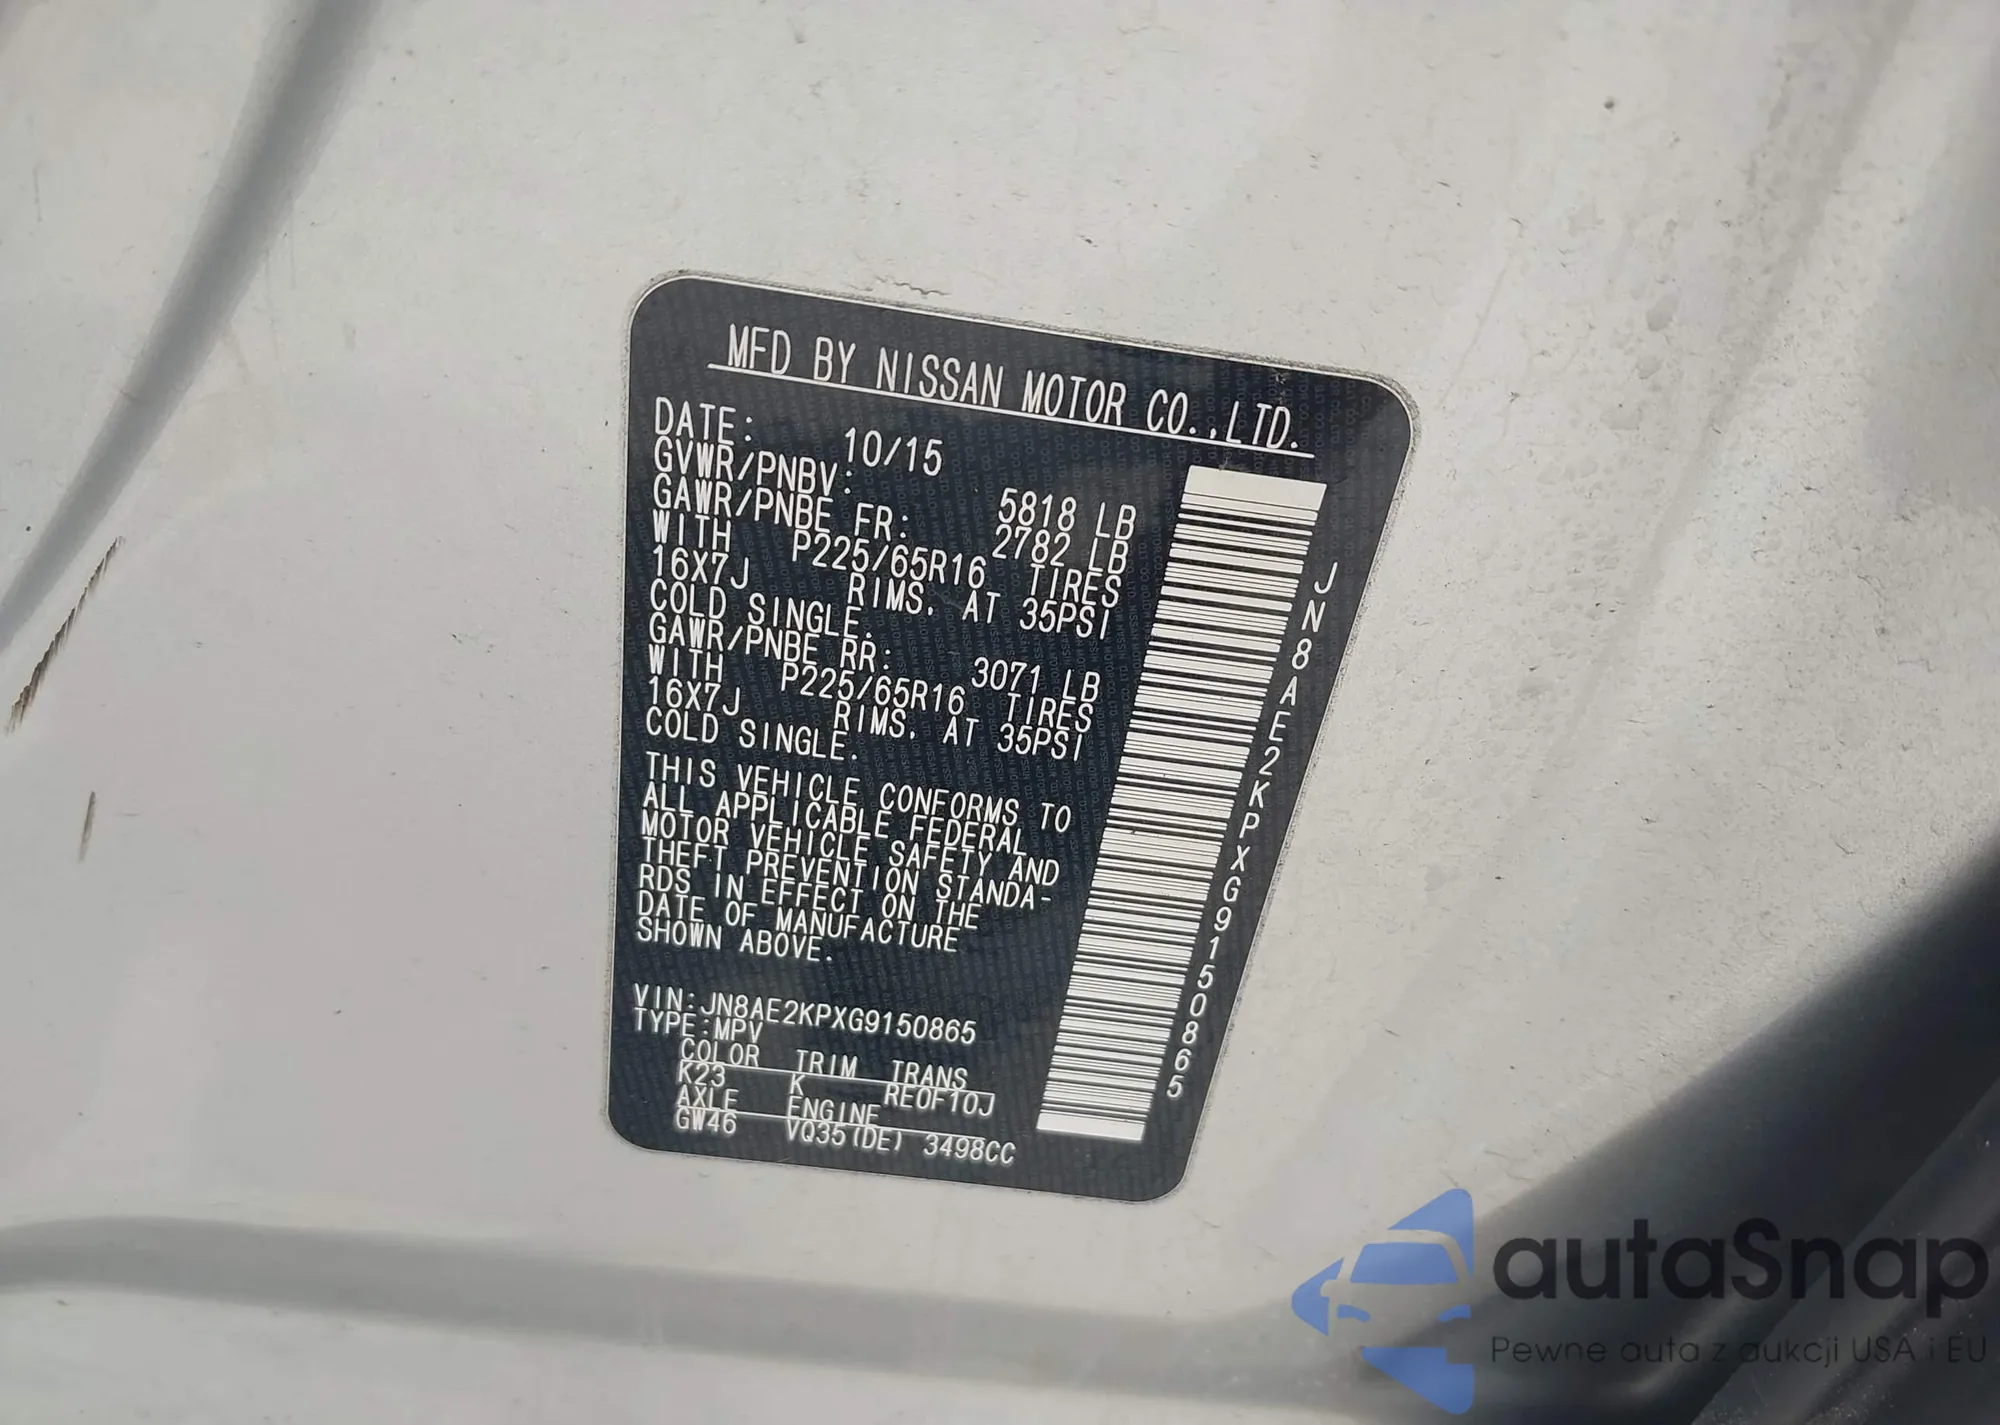 MFD BY NISSAN MOTOR CO.,LTD.
DATE: 10/15
GVWR/PNBV: 5818 LB
GAWR/PNBE FR: 2782 LB
WITH P225/65R16 TIRES
16X7J RIMS, AT 35PSI
COLD SINGLE.
GAWR/PNBE RR: 3071 LB
WITH P225/65R16 TIRES
16X7J RIMS, AT 35PSI
COLD SINGLE.
THIS VEHICLE CONFORMS TO
ALL APPLICABLE FEDERAL
MOTOR VEHICLE SAFETY AND
THEFT PREVENTION STANDA-
RDS IN EFFECT ON THE
DATE OF MANUFACTURE
SHOWN ABOVE.
VIN:JN8AE2KPXG9150865
TYPE:MPV
COLOR TRIM TRANS
K23 K RE0F10J
AXLE ENGINE
GW46 VQ35(DE) 3498CC
JN8AE2KPXG9150865
autaSnap
Pewne auta z aukcji USA i EU